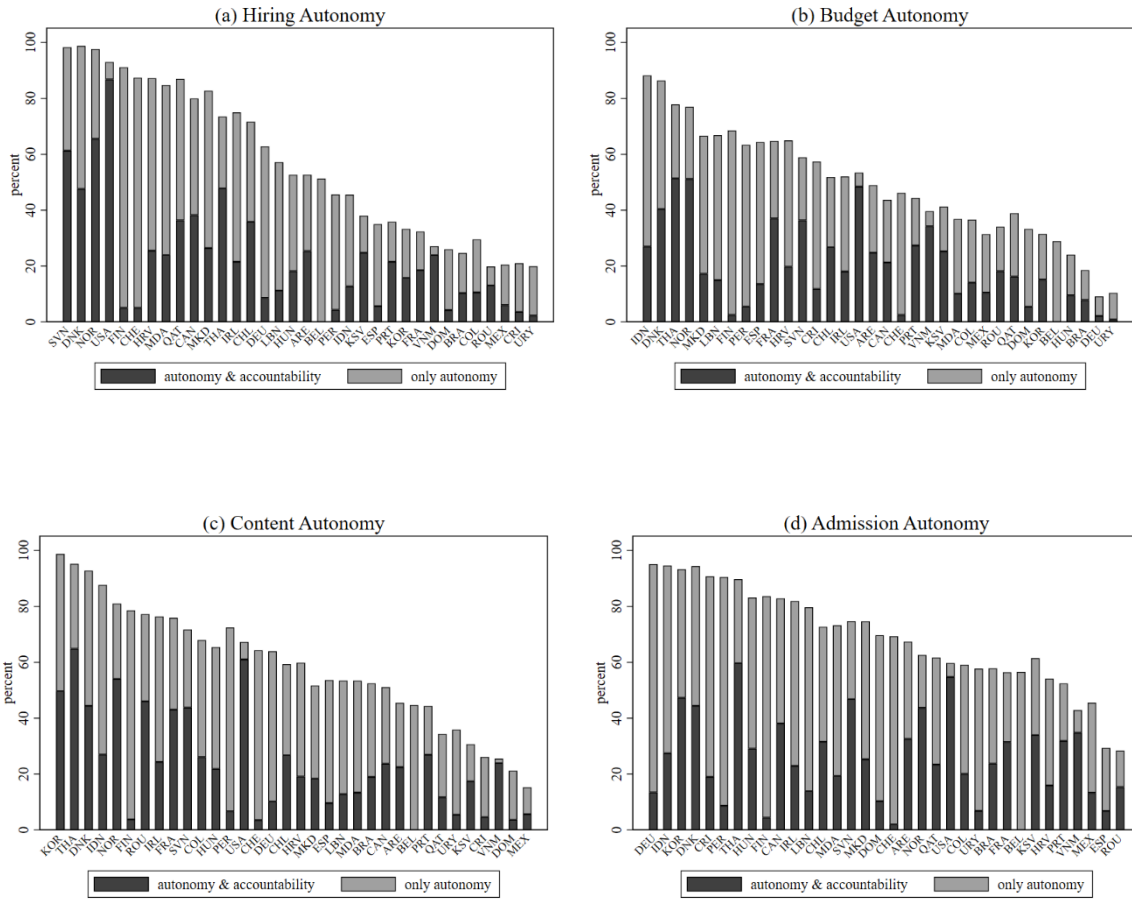 (a) Hiring Autonomy
percent
100
80
60
40
20
0
SVN DNK NOR USA FIN CHE HRV MDA QAT CAN MKD THA IRL CHL DEU LBN HUN ARE BEL PER IDN KSV ESP PRT KOR FRA VNM DOM BRA COL ROU MEX CRI URY
autonomy & accountability only autonomy
(b) Budget Autonomy
percent
100
80
60
40
20
0
IDN DNK THA NOR MKD LBN FIN PER ESP FRA HRV SVN CRI CHL IRL USA ARE CAN CHE PRT VNM KSV MDA COL MEX ROU QAT DOM KOR BEL HUN BRA DEU URY
autonomy & accountability only autonomy
(c) Content Autonomy
percent
100
80
60
40
20
0
KOR THA DNK IDN NOR FIN ROU IRL FRA SVN COL HUN PER USA CHE DEU CHL HRV MKD ESP LBN MDA BRA CAN ARE BEL PRT QAT URY KSV CRI VNM DOM MEX
autonomy & accountability only autonomy
(d) Admission Autonomy
percent
100
80
60
40
20
0
DEU IDN KOR DNK CRI PER THA HUN FIN CAN IRL LBN CHL MDA SVN MKD DOM CHE ARE NOR QAT USA COL URY BRA FRA BEL KSV HRV PRT VNM MEX ESP ROU
autonomy & accountability only autonomy